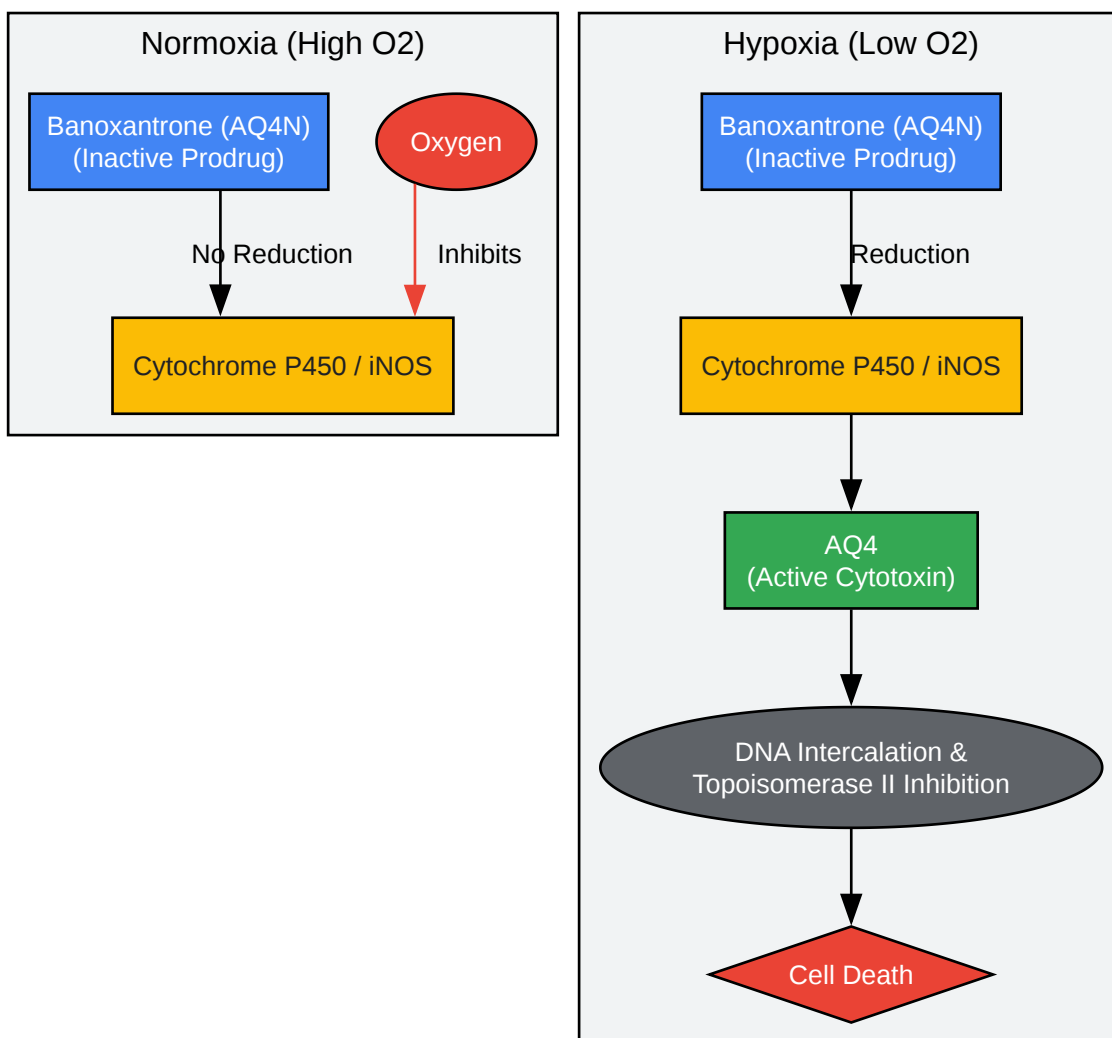 Normoxia (High O2)
Banoxantrone (AQ4N)
(Inactive Prodrug)
Oxygen
No Reduction
Inhibits
Cytochrome P450 / iNOS
Hypoxia (Low O2)
Banoxantrone (AQ4N)
(Inactive Prodrug)
Reduction
Cytochrome P450 / iNOS
AQ4
(Active Cytotoxin)
DNA Intercalation &
Topoisomerase II Inhibition
Cell Death